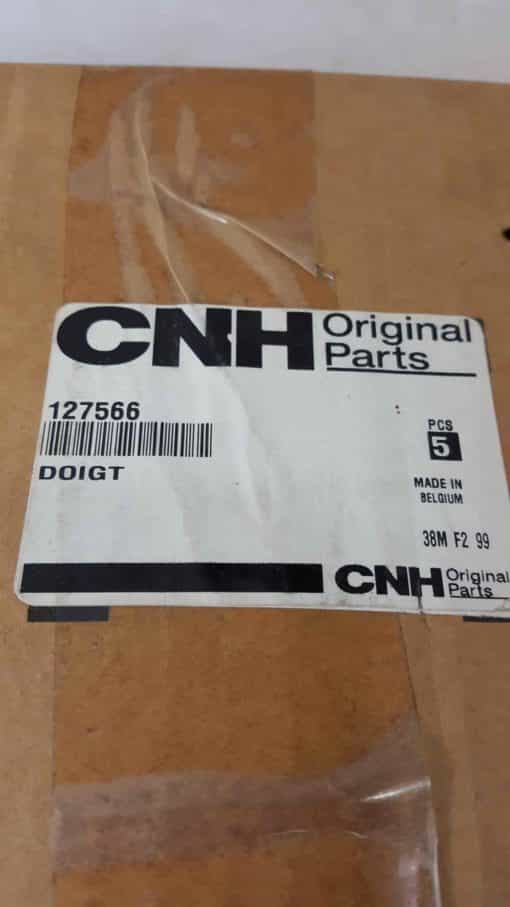 CNH Original
Parts
127566
DOIGT
PCS
5
MADE IN
BELGIUM
38M F2 99
CNH Original
Parts